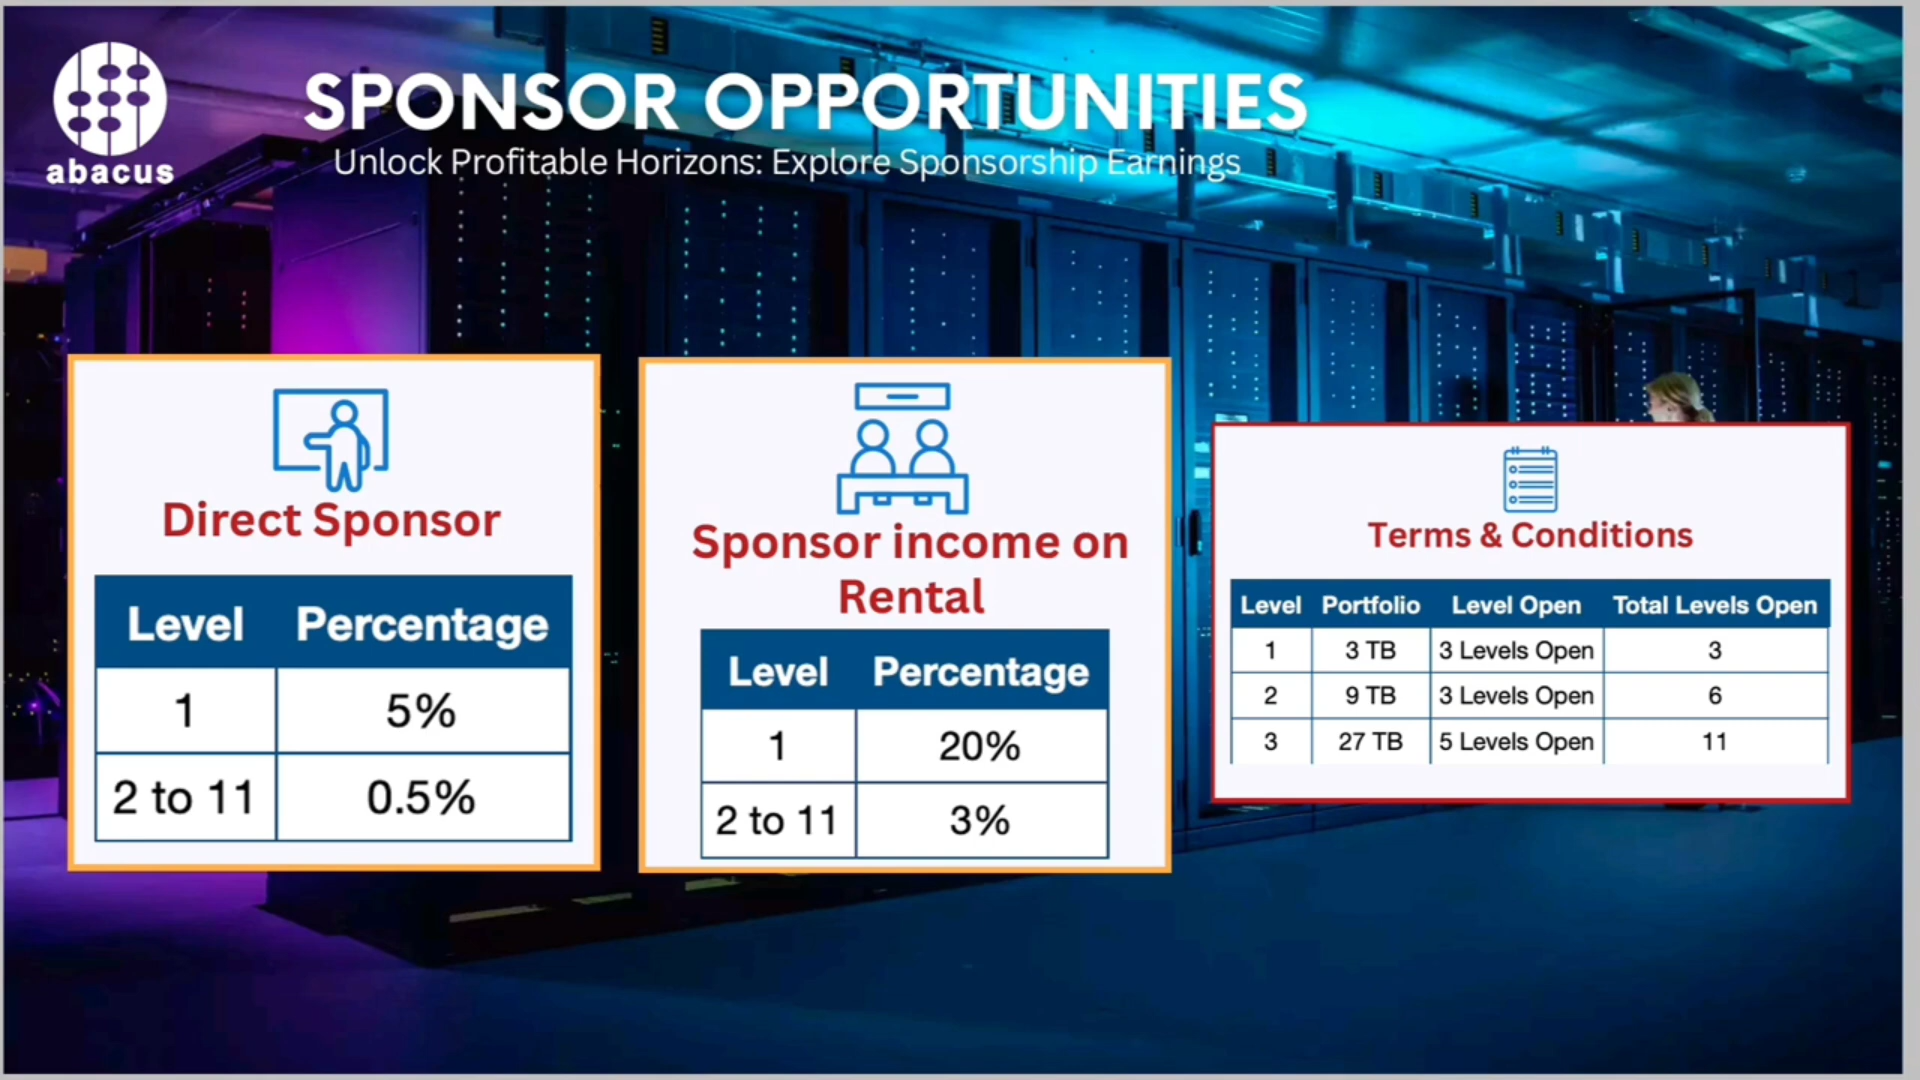 abacus
SPONSOR OPPORTUNITIES
Unlock Profitable Horizons: Explore Sponsorship Earnings
Direct Sponsor
Level Percentage
1 5%
2 to 11 0.5%
Sponsor income on
Rental
Level Percentage
1 20%
2 to 11 3%
Terms & Conditions
Level Portfolio Level Open Total Levels Open
1 3 TB 3 Levels Open 3
2 9 TB 3 Levels Open 6
3 27 TB 5 Levels Open 11